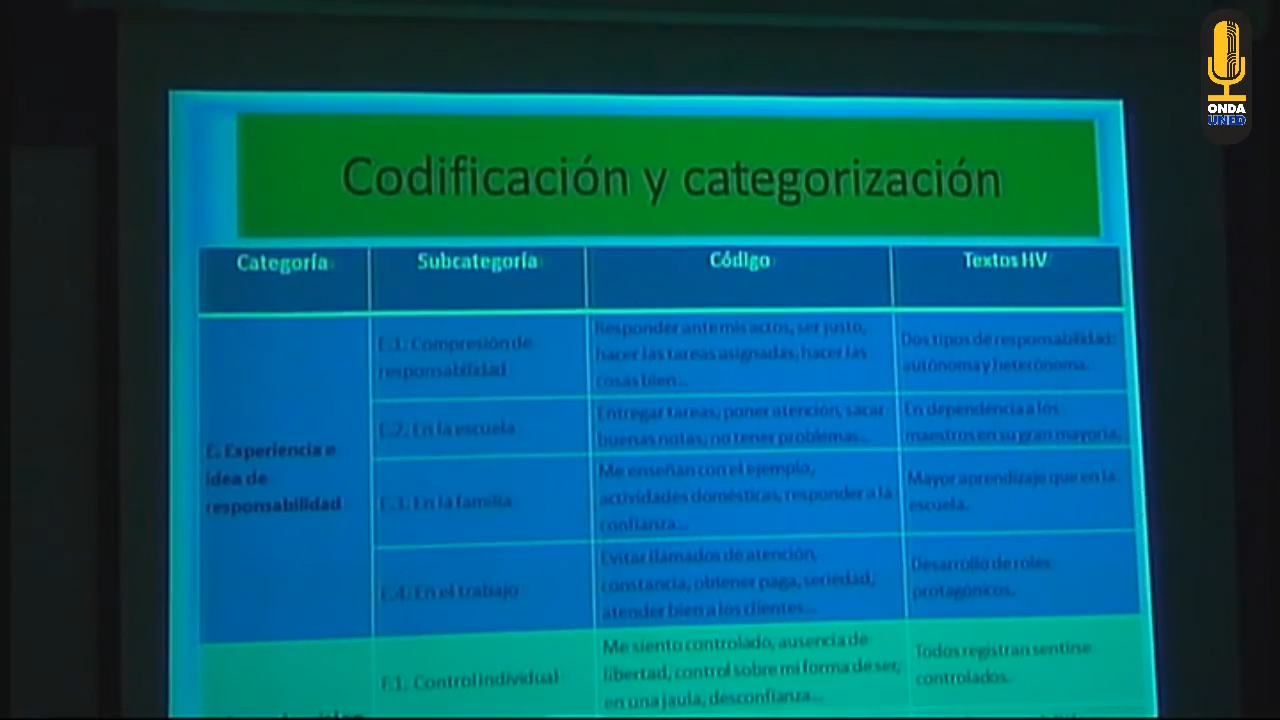 ONDA
UNED
Codificación y categorización
Categoría
Subcategoría
Código
Textos HV
E. Experiencia e
idea de
responsabilidad
E.1. Compresión de
responsabilidad
Responder ante mis actos, ser justo,
hacer las tareas asignadas, hacer las
cosas bien...
Dos tipos de responsabilidad:
autónoma y heterónoma.
E.2. En la escuela
Entregar tareas, poner atención, sacar
buenas notas, no tener problemas...
En dependencia a los
maestros en su gran mayoría.
E.3. En la familia
Me enseñan con el ejemplo,
actividades domésticas, responder a la
confianza...
Mayor aprendizaje que en la
escuela.
E.4. En el trabajo
Evitar llamados de atención,
constancia, obtener paga, seriedad,
atender bien a los clientes...
Desarrollo de roles
protagónicos.
F.1. Control individual
Me siento controlado, ausencia de
libertad, control sobre mi forma de ser,
en una jaula, desconfianza...
Todos registran sentirse
controlados.